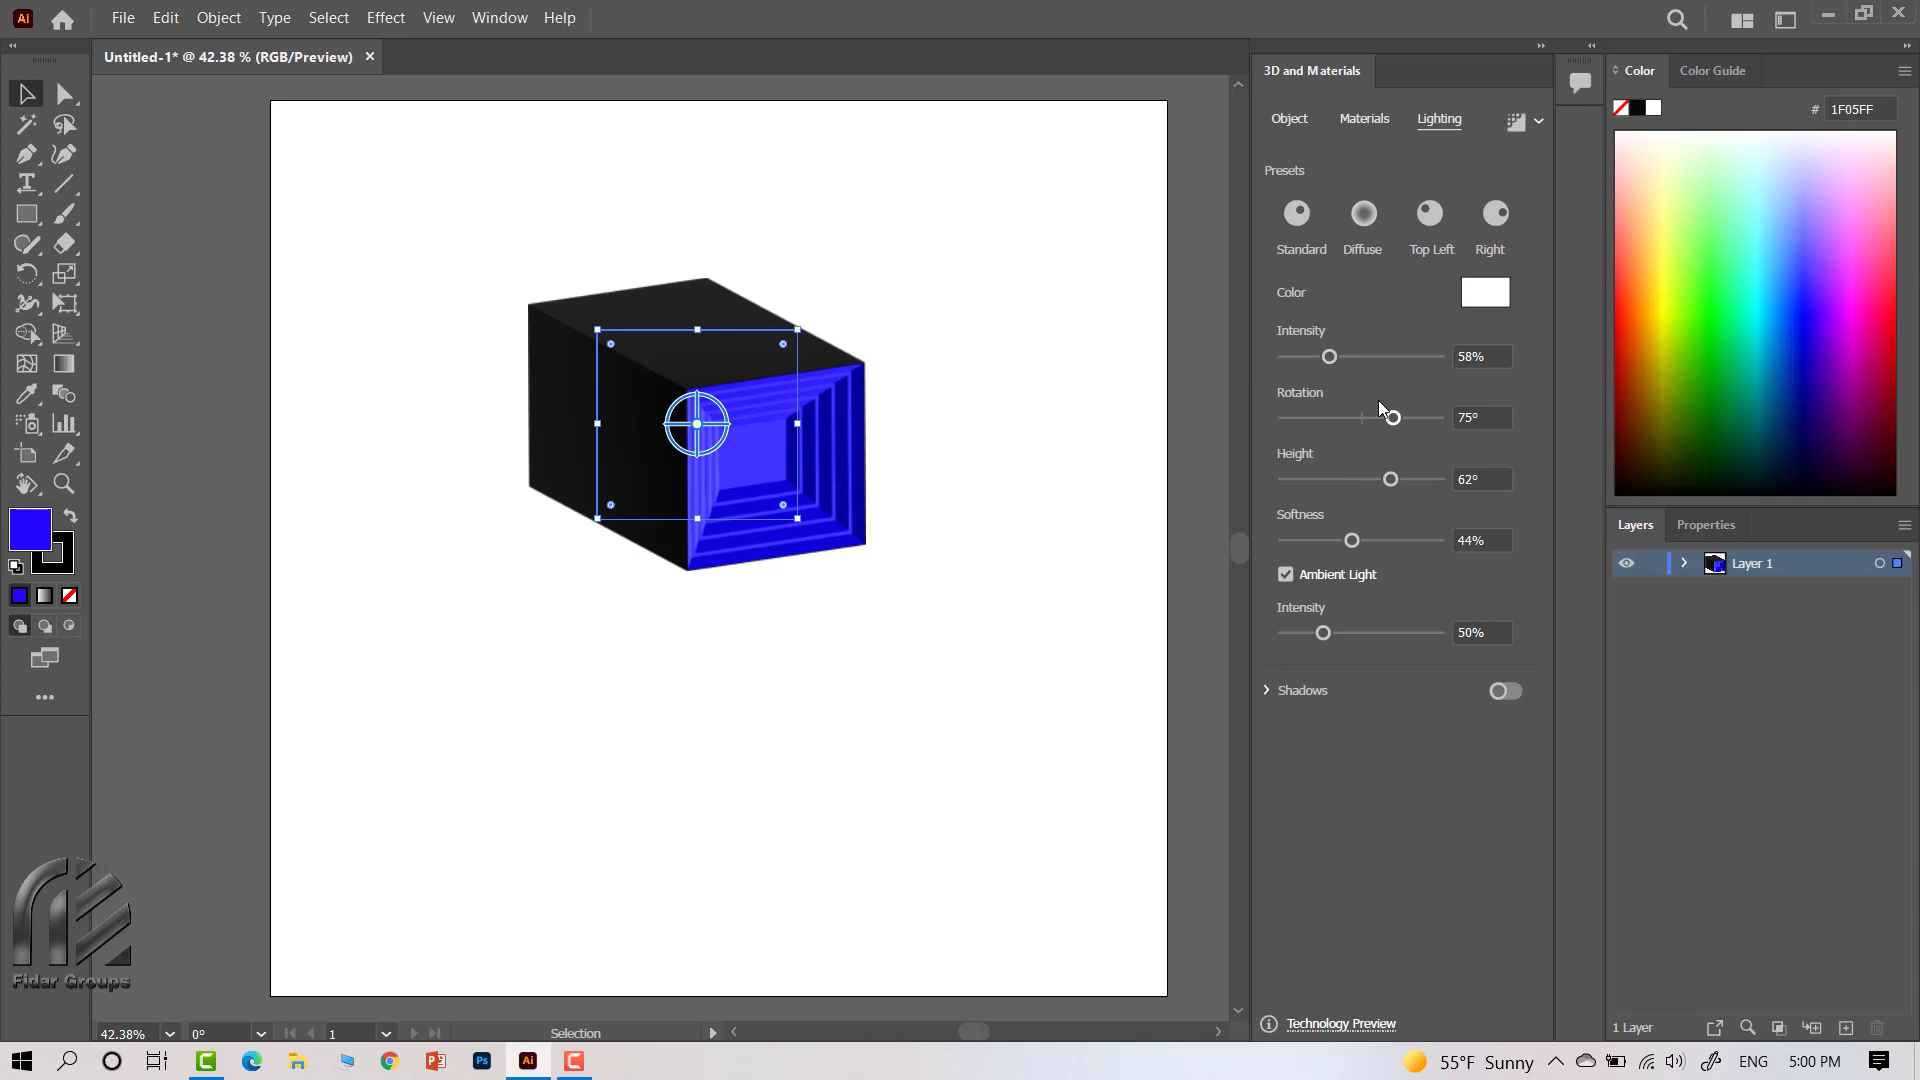 File Edit Object Type Select Effect View Window Help
Untitled-1* @ 42.38 % (RGB/Preview)
3D and Materials
Color Color Guide
Object Materials Lighting
# 1F05FF
Presets
Standard Diffuse Top Left Right
Color
Intensity
58%
Rotation
75°
Height
62°
Softness
44%
Ambient Light
Intensity
50%
Shadows
Layers Properties
Layer 1
Fidar Groups
Technology Preview
1 Layer
42.38% 0° 1 Selection
55°F Sunny ENG 5:00 PM